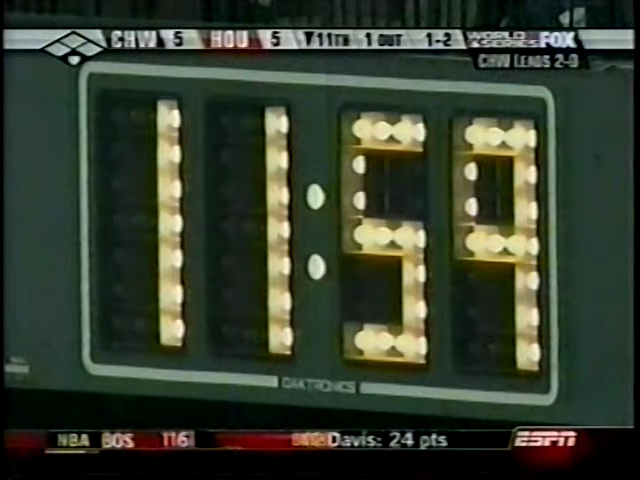 CHW 5 HOU 5 ▼11TH 1 OUT 1-2 WORLD SERIES FOX
CHW LEADS 2-0
11:59
DAKTRONICS
NBA BOS 116 Davis: 24 pts ESPN